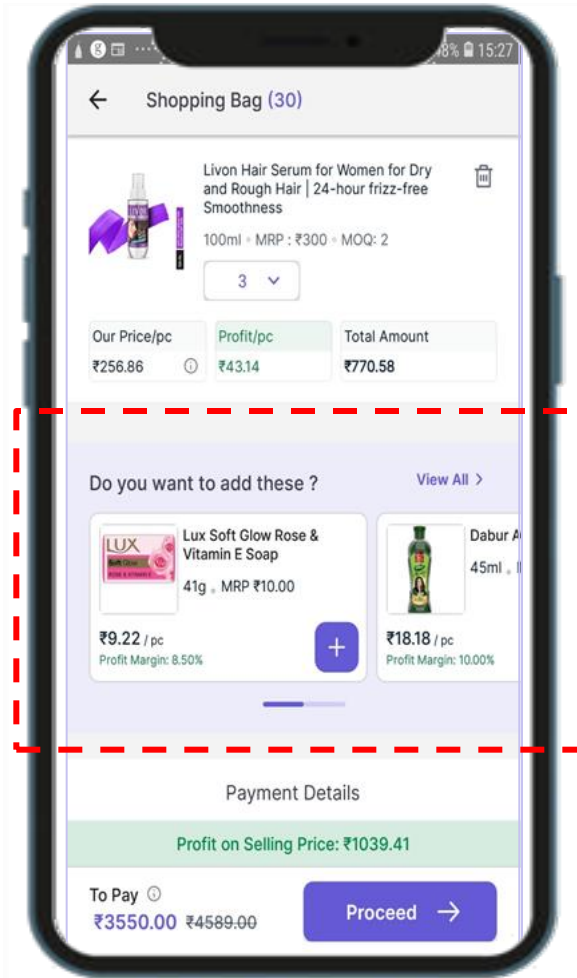 8% 15:27
Shopping Bag (30)
Livon Hair Serum for Women for Dry
and Rough Hair | 24-hour frizz-free
Smoothness
100ml • MRP : ₹300 • MOQ: 2
3
Our Price/pc Profit/pc Total Amount
₹256.86 ₹43.14 ₹770.58
Do you want to add these ? View All >
LUX
Soft Glow
Lux Soft Glow Rose &
Vitamin E Soap
41g • MRP ₹10.00
₹9.22 / pc
Profit Margin: 8.50%
+
Dabur A
45ml
₹18.18 / pc
Profit Margin: 10.00%
Payment Details
Profit on Selling Price: ₹1039.41
To Pay
₹3550.00 ₹4589.00
Proceed →